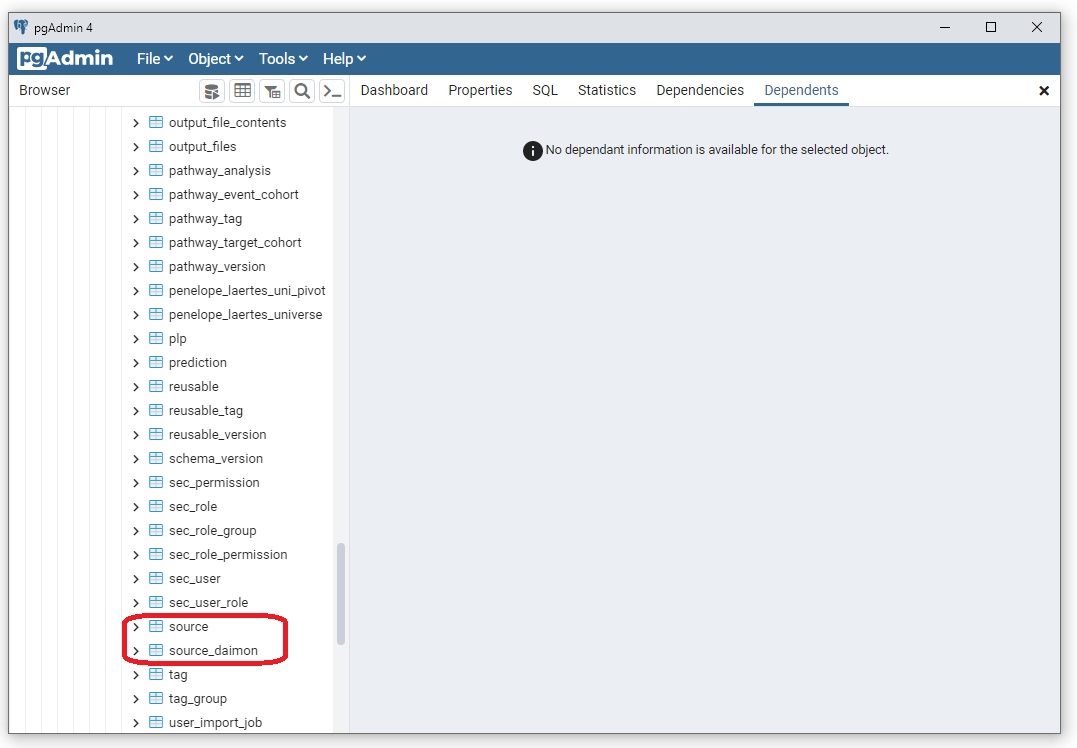 pgAdmin 4
pgAdmin File Object Tools Help
Browser Dashboard Properties SQL Statistics Dependencies Dependents
output_file_contents
No dependant information is available for the selected object.
output_files
pathway_analysis
pathway_event_cohort
pathway_tag
pathway_target_cohort
pathway_version
penelope_laertes_uni_pivot
penelope_laertes_universe
plp
prediction
reusable
reusable_tag
reusable_version
schema_version
sec_permission
sec_role
sec_role_group
sec_role_permission
sec_user
sec_user_role
source
source_daimon
tag
tag_group
user_import_job